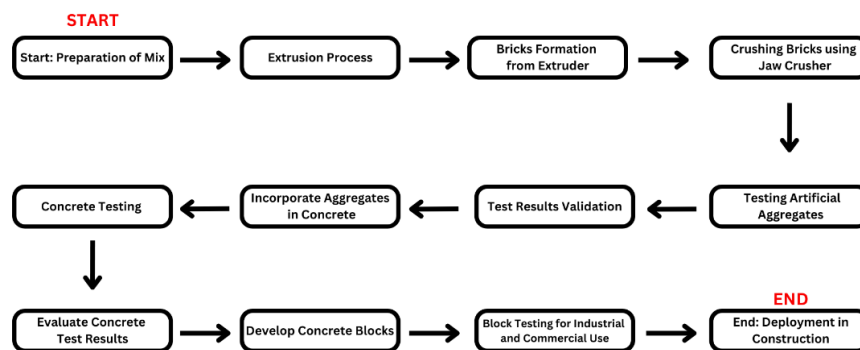 START
Start: Preparation of Mix
Extrusion Process
Bricks Formation
from Extruder
Crushing Bricks using
Jaw Crusher
Testing Artificial
Aggregates
Test Results Validation
Incorporate Aggregates
in Concrete
Concrete Testing
Evaluate Concrete
Test Results
Develop Concrete Blocks
Block Testing for Industrial
and Commercial Use
END
End: Deployment in
Construction